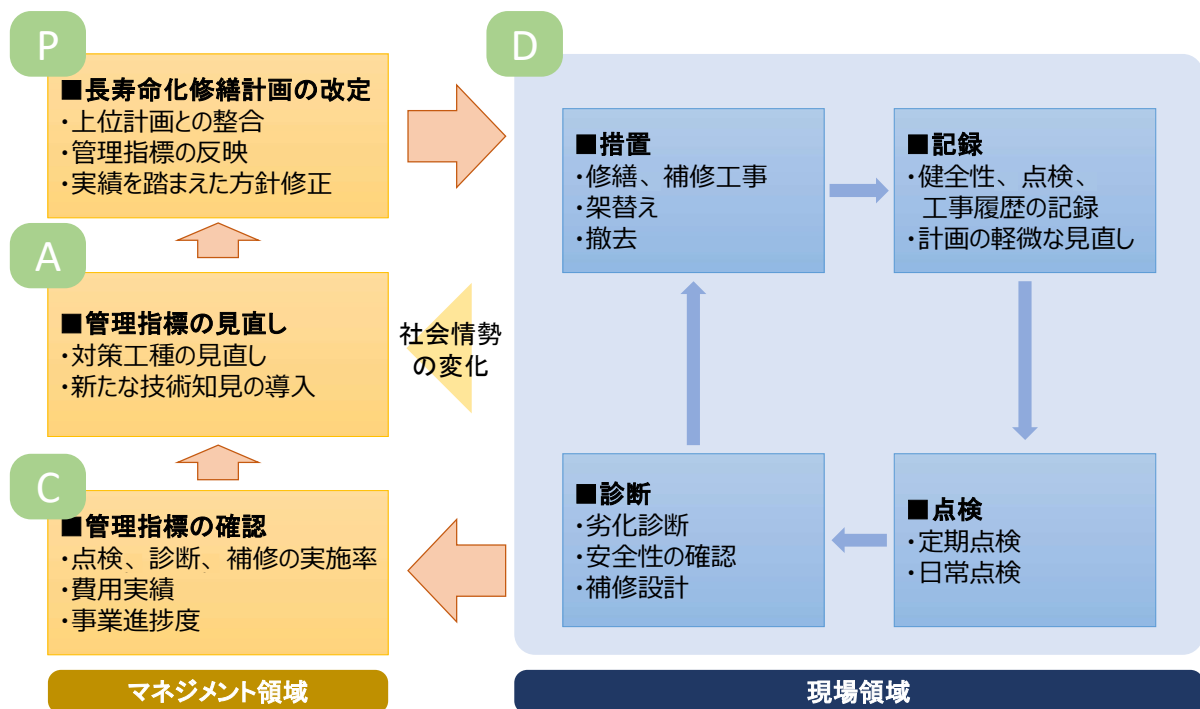 P
■長寿命化修繕計画の改定
・上位計画との整合
・管理指標の反映
・実績を踏まえた方針修正
A
■管理指標の見直し
・対策工種の見直し
・新たな技術知見の導入
C
■管理指標の確認
・点検、診断、補修の実施率
・費用実績
・事業進捗度
マネジメント領域
社会情勢
の変化
D
■措置
・修繕、補修工事
・架替え
・撤去
■記録
・健全性、点検、
工事履歴の記録
・計画の軽微な見直し
■診断
・劣化診断
・安全性の確認
・補修設計
■点検
・定期点検
・日常点検
現場領域